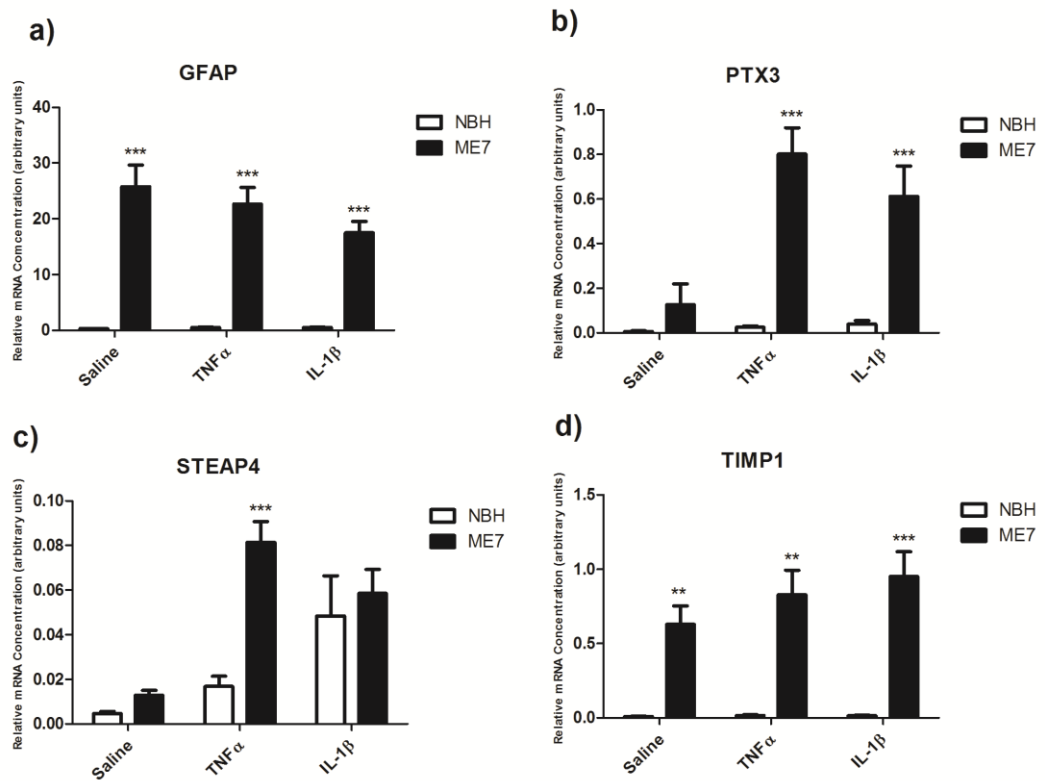 a)
GFAP
Relative mRNA Comcemtration (arbitrary units)
40
30
20
10
0
***
***
***
Saline
TNFα
IL-1β
NBH
ME7
b)
PTX3
Relative mRNA Concentration (arbitrary units)
1.0
0.8
0.6
0.4
0.2
0.0
***
***
Saline
TNFα
IL-1β
NBH
ME7
c)
STEAP4
Relative mRNA Concentration (arbitrary units)
0.10
0.08
0.06
0.04
0.02
0.00
***
Saline
TNFα
IL-1β
NBH
ME7
d)
TIMP1
Relative mRNA Concentration (arbitrary units)
1.5
1.0
0.5
0.0
**
**
***
Saline
TNFα
IL-1β
NBH
ME7